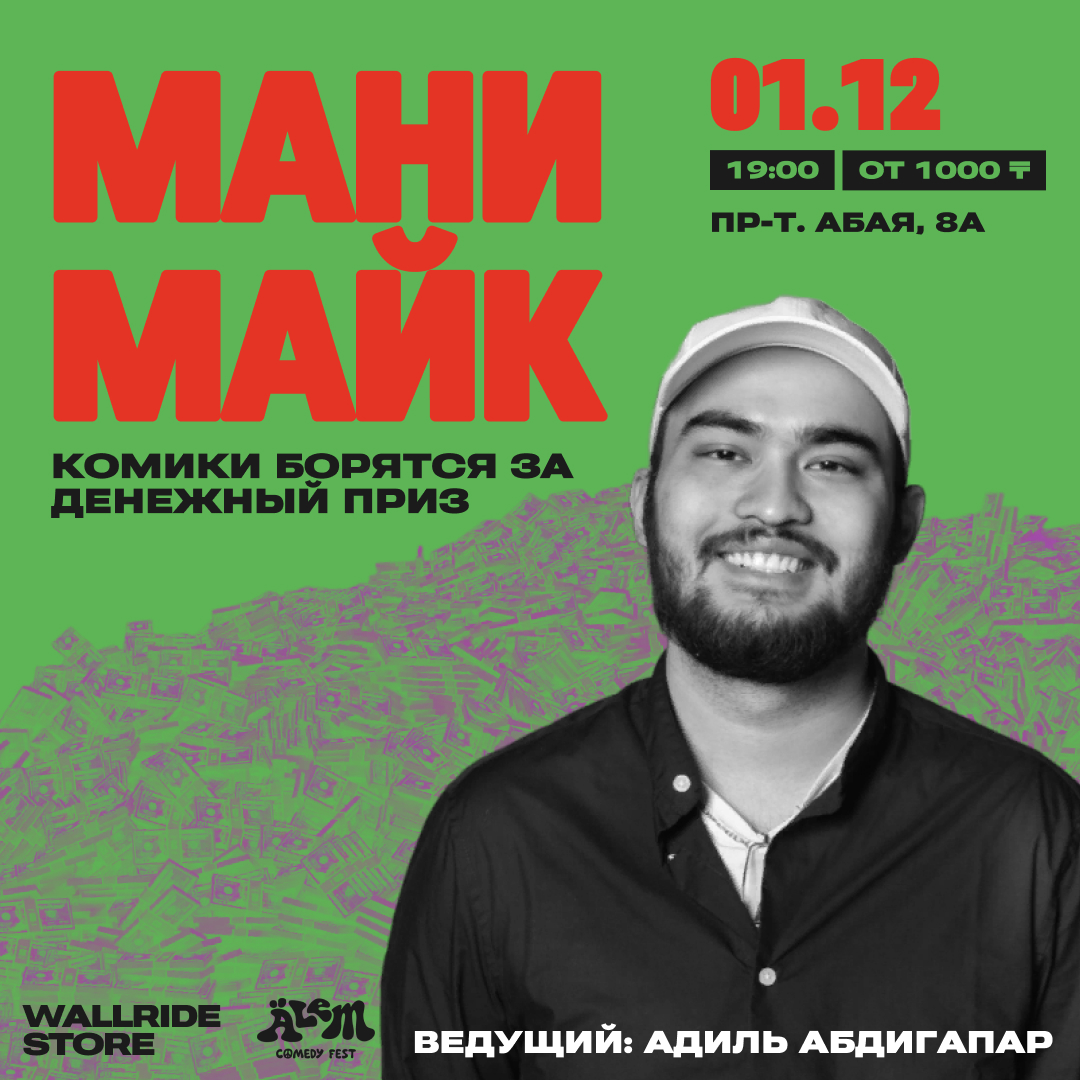 МАНИ
МАЙК
КОМИКИ БОРЯТСЯ ЗА
ДЕНЕЖНЫЙ ПРИЗ
01.12
19:00 ОТ 1000 ₸
ПР-Т. АБАЯ, 8А
WALLRIDE
STORE
ÄLEM
COMEDY FEST
ВЕДУЩИЙ: АДИЛЬ АБДИГАПАР